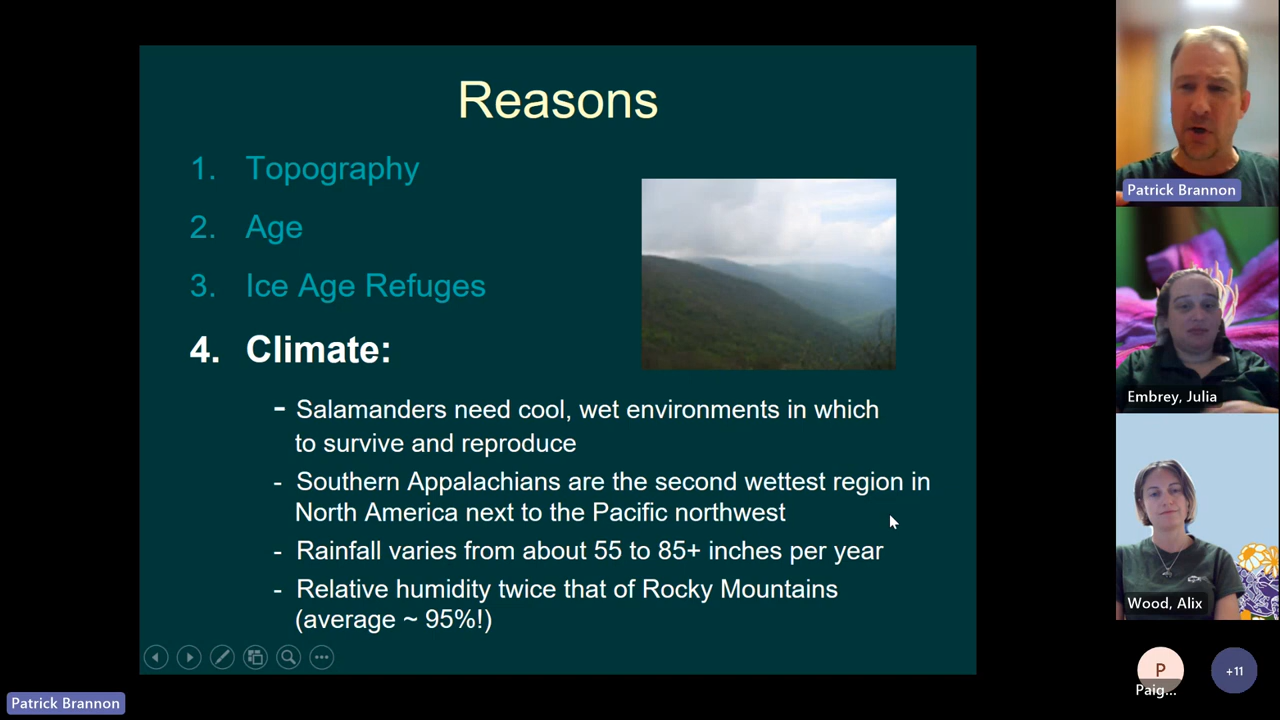 Reasons
1. Topography
2. Age
3. Ice Age Refuges
4. Climate:
- Salamanders need cool, wet environments in which
to survive and reproduce
- Southern Appalachians are the second wettest region in
North America next to the Pacific northwest
- Rainfall varies from about 55 to 85+ inches per year
- Relative humidity twice that of Rocky Mountains
(average ~ 95%!)
Patrick Brannon
Patrick Brannon
Embrey, Julia
Wood, Alix
P
Paig...
+11